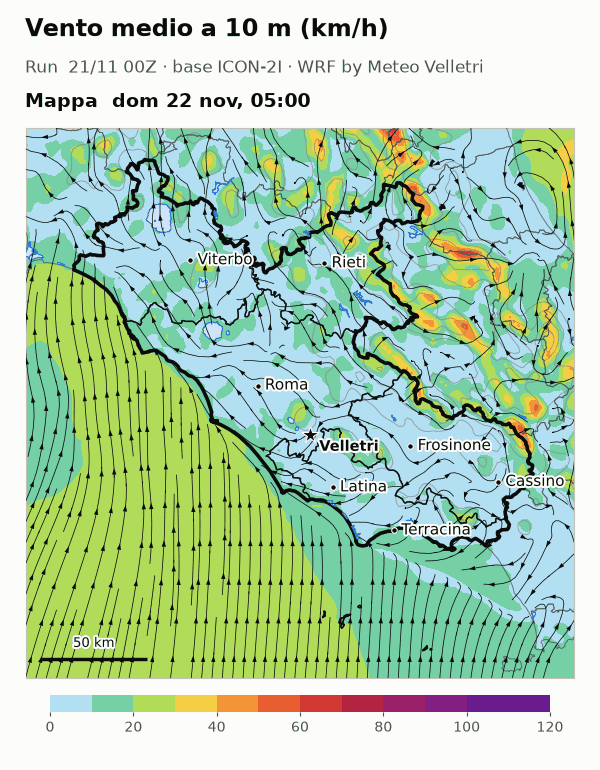 Vento medio a 10 m (km/h)
Run 21/11 00Z · base ICON-2I · WRF by Meteo Velletri
Mappa dom 22 nov, 05:00
Viterbo
Rieti
Roma
Velletri
Frosinone
Latina
Cassino
Terracina
50 km
0 20 40 60 80 100 120